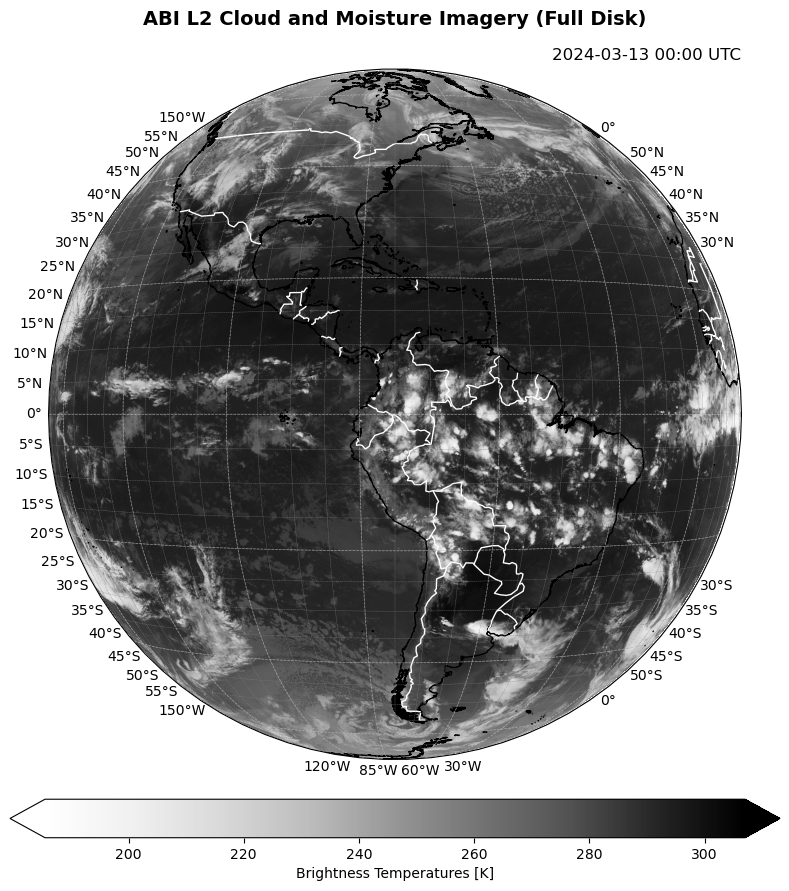 ABI L2 Cloud and Moisture Imagery (Full Disk)
2024-03-13 00:00 UTC
150°W
0°
55°N
50°N
50°N
45°N
45°N
40°N
40°N
35°N
35°N
30°N
30°N
25°N
20°N
15°N
10°N
5°N
0°
5°S
10°S
15°S
20°S
25°S
30°S
30°S
35°S
35°S
40°S
40°S
45°S
45°S
50°S
50°S
55°S
0°
150°W
120°W 85°W 60°W 30°W
200 220 240 260 280 300
Brightness Temperatures [K]